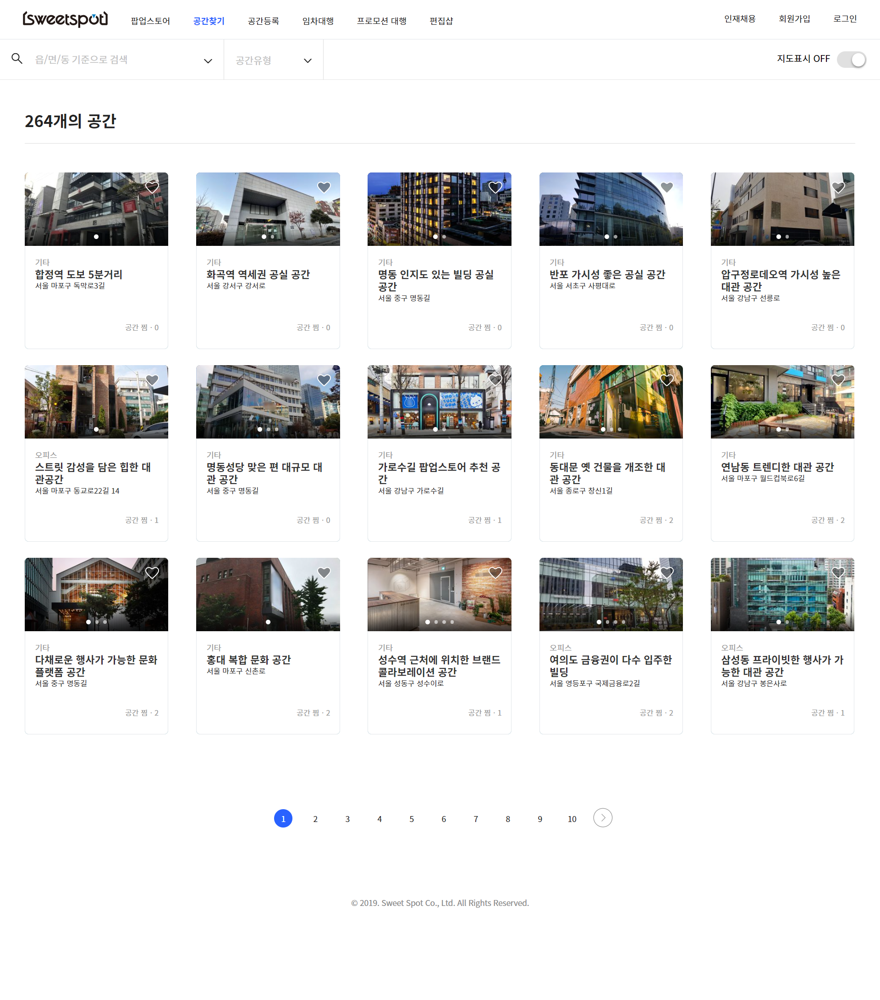 sweetspot
팝업스토어
공간찾기
공간등록
임차대행
프로모션 대행
편집샵
인재채용
회원가입
로그인
읍/면/동 기준으로 검색
공간유형
지도표시 OFF
264개의 공간
기타
합정역 도보 5분거리
서울 마포구 독막로3길
공간 찜 · 0
기타
화곡역 역세권 공실 공간
서울 강서구 강서로
공간 찜 · 0
기타
명동 인지도 있는 빌딩 공실
공간
서울 중구 명동길
공간 찜 · 0
기타
반포 가시성 좋은 공실 공간
서울 서초구 사평대로
공간 찜 · 0
기타
압구정로데오역 가시성 높은
대관 공간
서울 강남구 선릉로
공간 찜 · 0
오피스
스트릿 감성을 담은 힙한 대
관공간
서울 마포구 동교로22길 14
공간 찜 · 1
기타
명동성당 맞은 편 대규모 대
관 공간
서울 중구 명동길
공간 찜 · 0
기타
가로수길 팝업스토어 추천 공
간
서울 강남구 가로수길
공간 찜 · 1
기타
동대문 옛 건물을 개조한 대
관 공간
서울 종로구 창신1길
공간 찜 · 2
기타
연남동 트렌디한 대관 공간
서울 마포구 월드컵북로6길
공간 찜 · 2
기타
다채로운 행사가 가능한 문화
플랫폼 공간
서울 중구 명동길
공간 찜 · 2
기타
홍대 복합 문화 공간
서울 마포구 신촌로
공간 찜 · 2
기타
성수역 근처에 위치한 브랜드
콜라보레이션 공간
서울 성동구 성수이로
공간 찜 · 1
오피스
여의도 금융권이 다수 입주한
빌딩
서울 영등포구 국제금융로2길
공간 찜 · 2
오피스
삼성동 프라이빗한 행사가 가
능한 대관 공간
서울 강남구 봉은사로
공간 찜 · 1
1 2 3 4 5 6 7 8 9 10
© 2019. Sweet Spot Co., Ltd. All Rights Reserved.